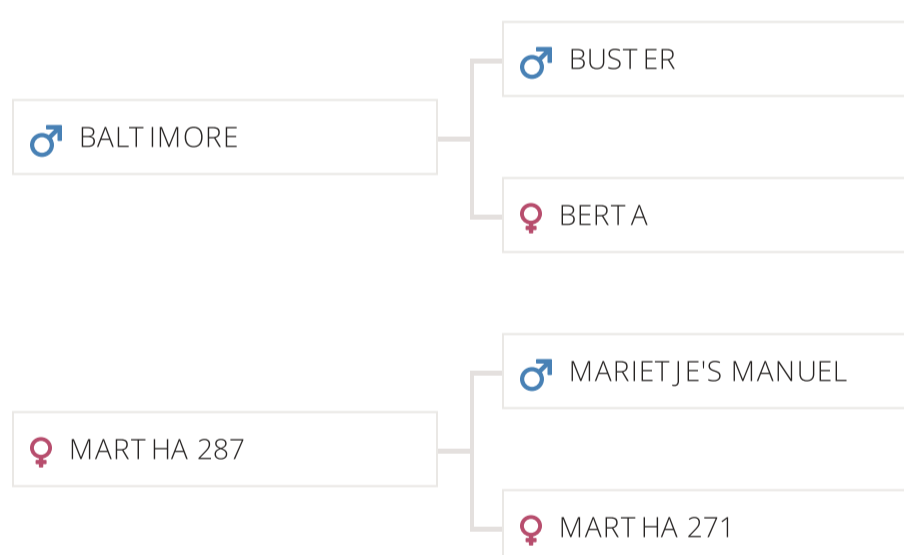 BUSTER
BALTIMORE
BERTA
MARIETJE'S MANUEL
MARTHA 287
MARTHA 271